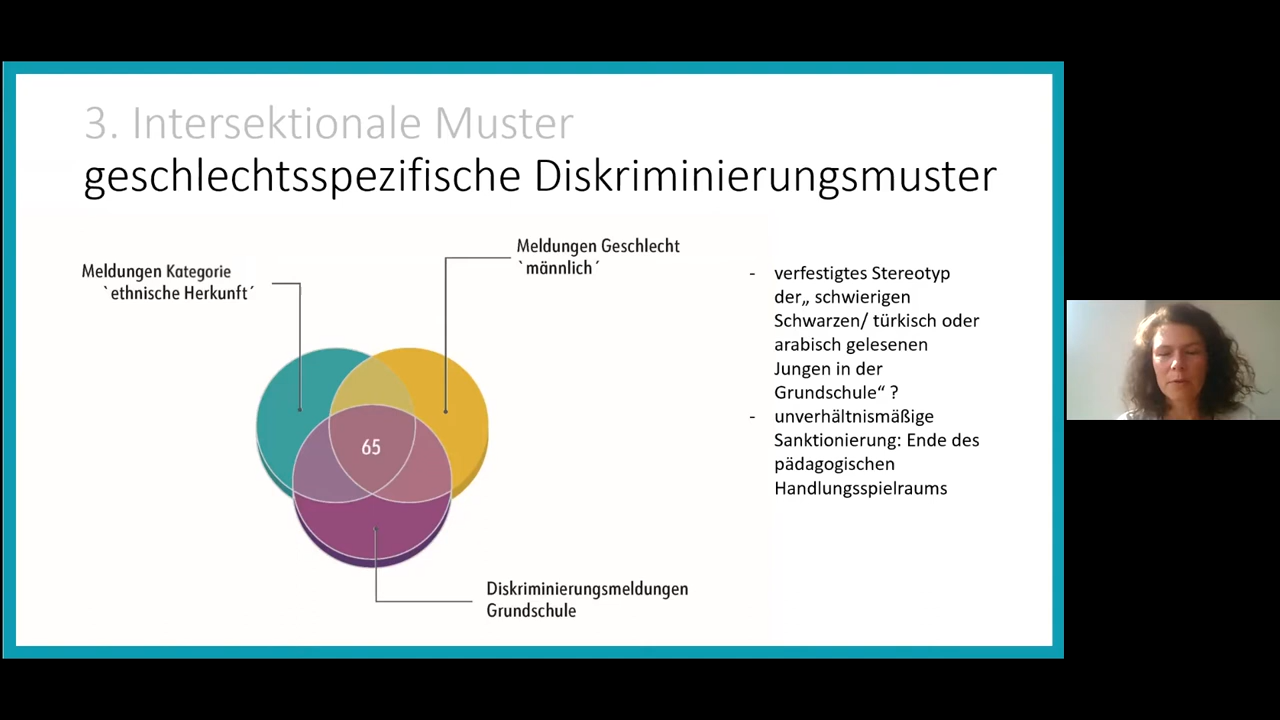 3. Intersektionale Muster
geschlechtsspezifische Diskriminierungsmuster
Meldungen Kategorie
`ethnische Herkunft´
Meldungen Geschlecht
`männlich´
65
Diskriminierungsmeldungen
Grundschule
- verfestigtes Stereotyp
der„ schwierigen
Schwarzen/ türkisch oder
arabisch gelesenen
Jungen in der
Grundschule“ ?
- unverhältnismäßige
Sanktionierung: Ende des
pädagogischen
Handlungsspielraums